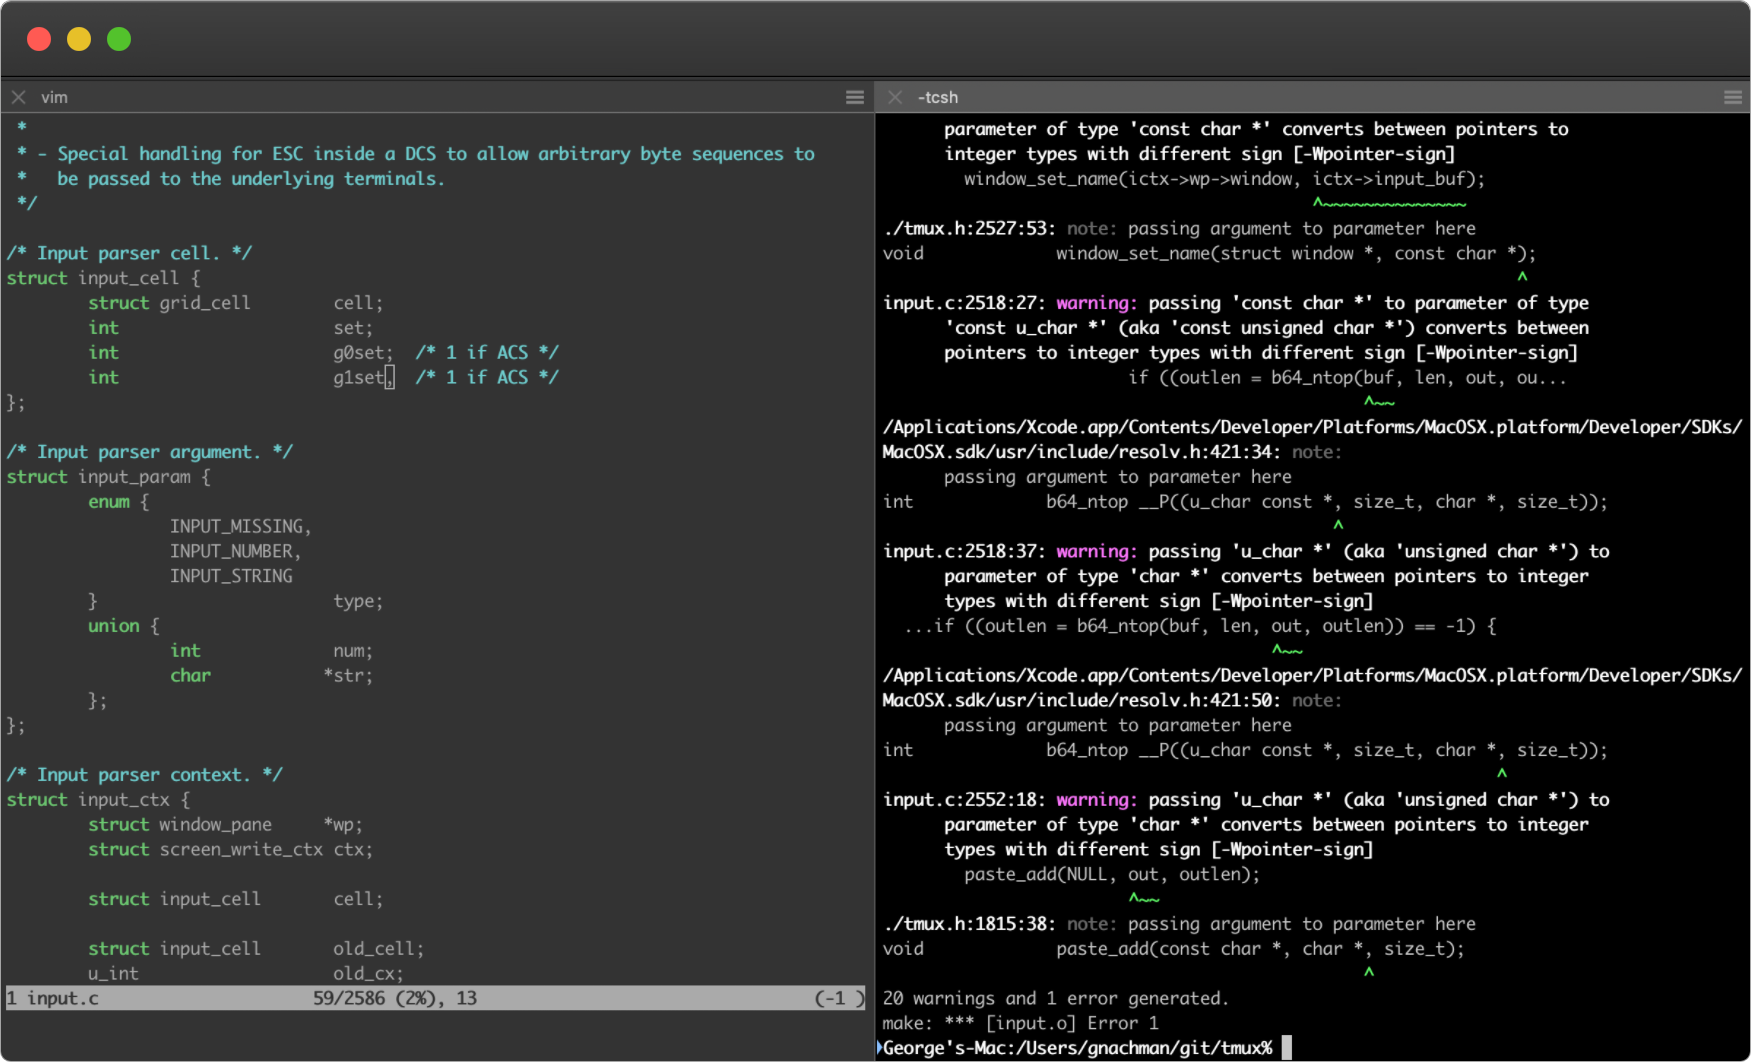 vim
 *
 * - Special handling for ESC inside a DCS to allow arbitrary byte sequences to
 *   be passed to the underlying terminals.
 */
/* Input parser cell. */
struct input_cell {
        struct grid_cell        cell;
        int                     set;
        int                     g0set;  /* 1 if ACS */
        int                     g1set;  /* 1 if ACS */
};
/* Input parser argument. */
struct input_param {
        enum {
                INPUT_MISSING,
                INPUT_NUMBER,
                INPUT_STRING
        }                       type;
        union {
                int             num;
                char           *str;
        };
};
/* Input parser context. */
struct input_ctx {
        struct window_pane     *wp;
        struct screen_write_ctx ctx;
        struct input_cell       cell;
        struct input_cell       old_cell;
        u_int                   old_cx;
1 input.c                     59/2586 (2%), 13                                 (-1 )
-tcsh
      parameter of type 'const char *' converts between pointers to
      integer types with different sign [-Wpointer-sign]
        window_set_name(ictx->wp->window, ictx->input_buf);
                                          ^~~~~~~~~~~~~~~
./tmux.h:2527:53: note: passing argument to parameter here
void             window_set_name(struct window *, const char *);
                                                              ^
input.c:2518:27: warning: passing 'const char *' to parameter of type
      'const u_char *' (aka 'const unsigned char *') converts between
      pointers to integer types with different sign [-Wpointer-sign]
                        if ((outlen = b64_ntop(buf, len, out, ou...
                                               ^~~
/Applications/Xcode.app/Contents/Developer/Platforms/MacOSX.platform/Developer/SDKs/
MacOSX.sdk/usr/include/resolv.h:421:34: note:
      passing argument to parameter here
int             b64_ntop __P((u_char const *, size_t, char *, size_t));
                                            ^
input.c:2518:37: warning: passing 'u_char *' (aka 'unsigned char *') to
      parameter of type 'char *' converts between pointers to integer
      types with different sign [-Wpointer-sign]
  ...if ((outlen = b64_ntop(buf, len, out, outlen)) == -1) {
                                      ^~~
/Applications/Xcode.app/Contents/Developer/Platforms/MacOSX.platform/Developer/SDKs/
MacOSX.sdk/usr/include/resolv.h:421:50: note:
      passing argument to parameter here
int             b64_ntop __P((u_char const *, size_t, char *, size_t));
                                                            ^
input.c:2552:18: warning: passing 'u_char *' (aka 'unsigned char *') to
      parameter of type 'char *' converts between pointers to integer
      types with different sign [-Wpointer-sign]
        paste_add(NULL, out, outlen);
                        ^~~
./tmux.h:1815:38: note: passing argument to parameter here
void             paste_add(const char *, char *, size_t);
                                               ^
20 warnings and 1 error generated.
make: *** [input.o] Error 1
George's-Mac:/Users/gnachman/git/tmux%